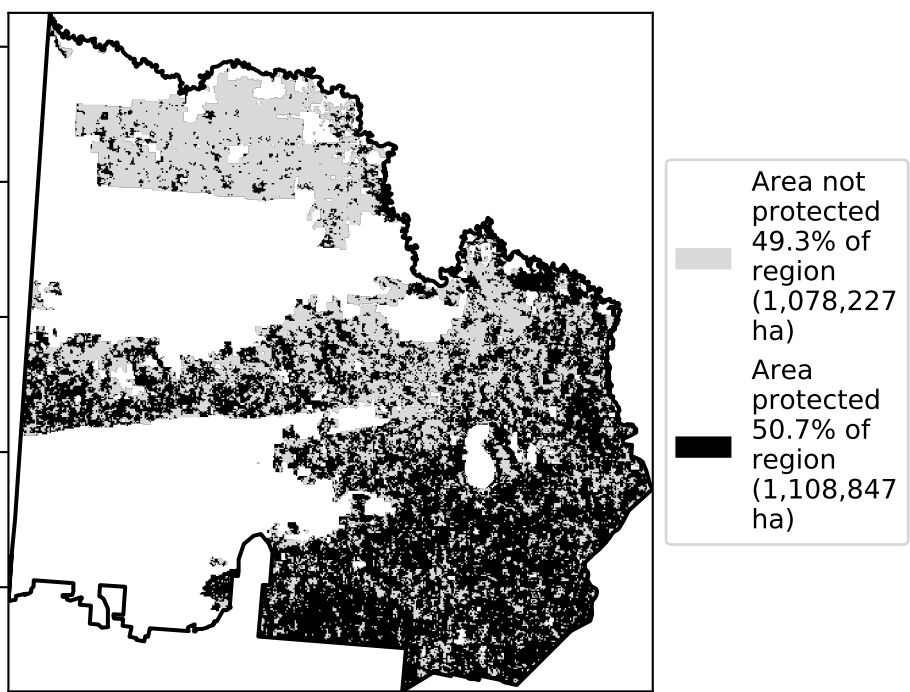 Area not
protected
49.3% of
region
(1,078,227
ha)
Area
protected
50.7% of
region
(1,108,847
ha)